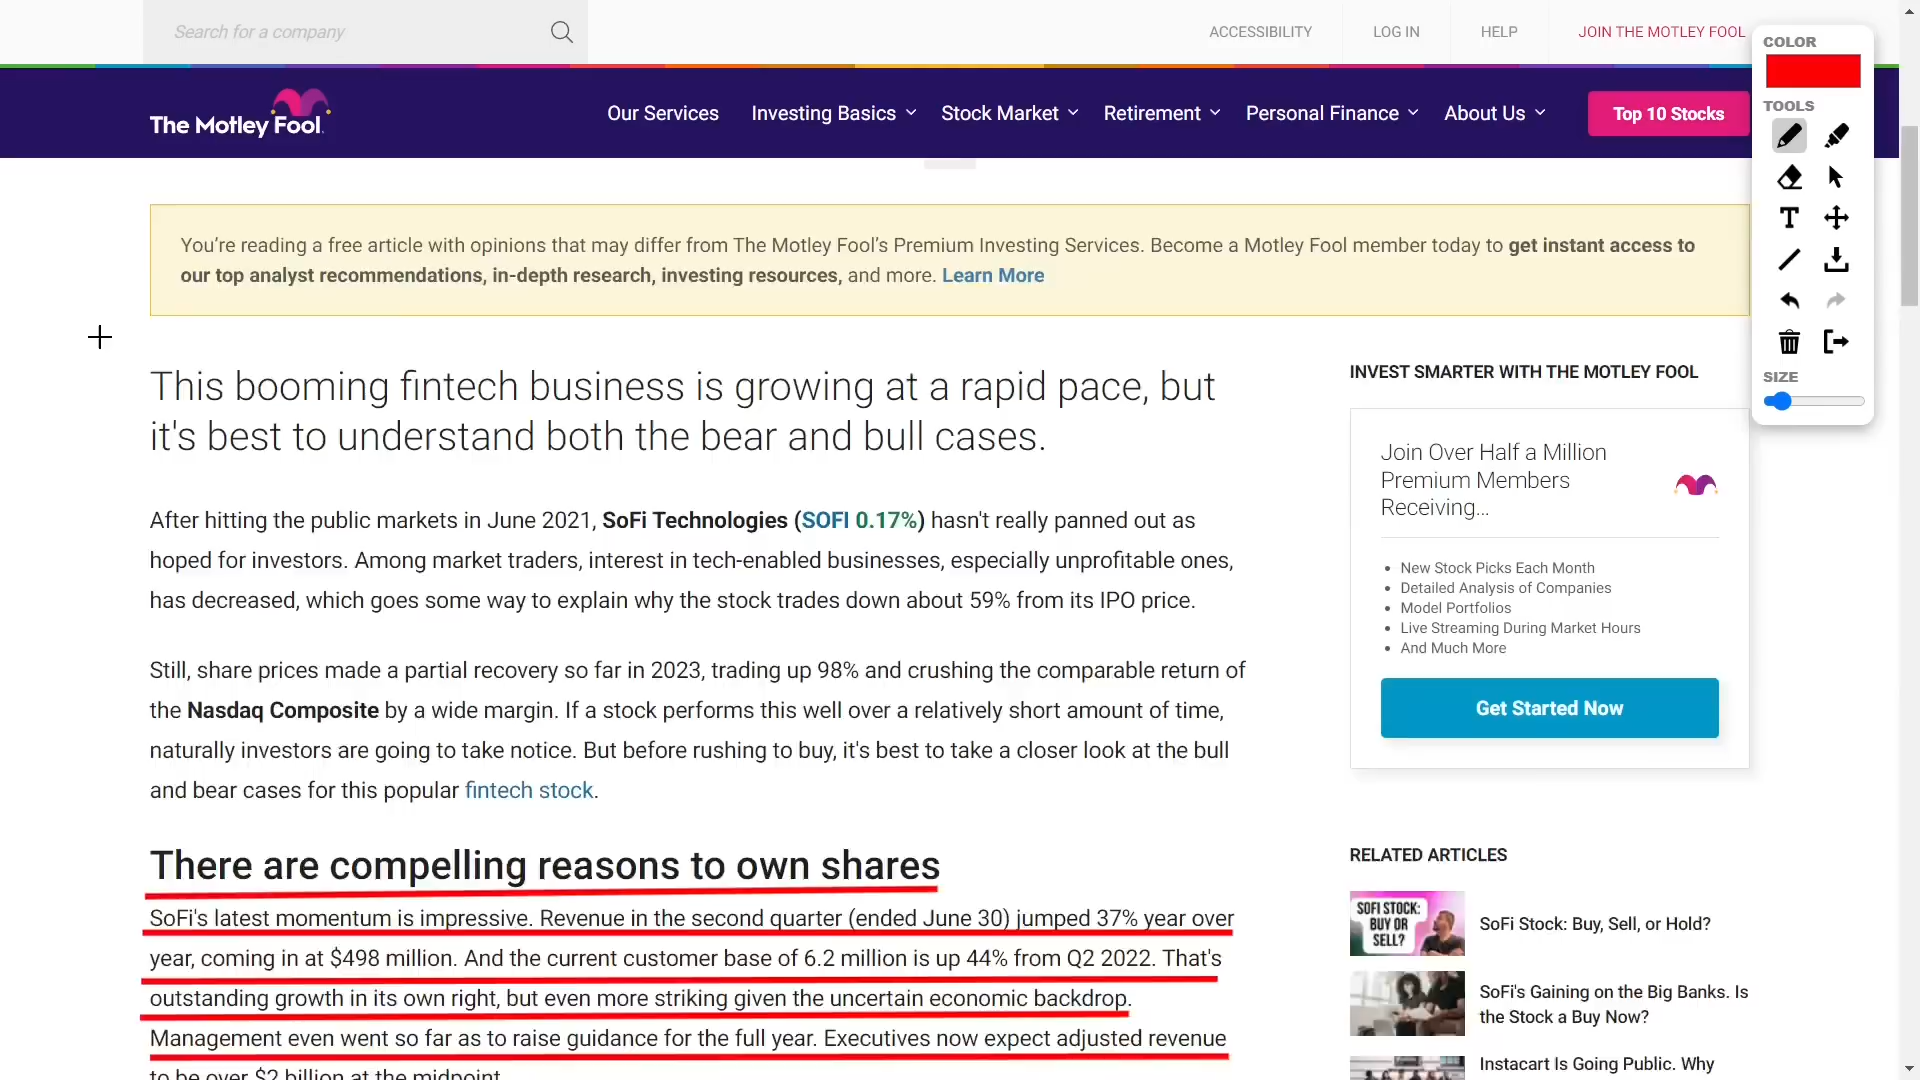 Search for a company
ACCESSIBILITY
LOG IN
HELP
JOIN THE MOTLEY FOOL
The Motley Fool.
Our Services
Investing Basics
Stock Market
Retirement
Personal Finance
About Us
Top 10 Stocks
COLOR
TOOLS
T
SIZE
You’re reading a free article with opinions that may differ from The Motley Fool’s Premium Investing Services. Become a Motley Fool member today to get instant access to
our top analyst recommendations, in-depth research, investing resources, and more. Learn More
This booming fintech business is growing at a rapid pace, but
it's best to understand both the bear and bull cases.
After hitting the public markets in June 2021, SoFi Technologies (SOFI 0.17%) hasn't really panned out as
hoped for investors. Among market traders, interest in tech-enabled businesses, especially unprofitable ones,
has decreased, which goes some way to explain why the stock trades down about 59% from its IPO price.
Still, share prices made a partial recovery so far in 2023, trading up 98% and crushing the comparable return of
the Nasdaq Composite by a wide margin. If a stock performs this well over a relatively short amount of time,
naturally investors are going to take notice. But before rushing to buy, it's best to take a closer look at the bull
and bear cases for this popular fintech stock.
There are compelling reasons to own shares
SoFi's latest momentum is impressive. Revenue in the second quarter (ended June 30) jumped 37% year over
year, coming in at $498 million. And the current customer base of 6.2 million is up 44% from Q2 2022. That's
outstanding growth in its own right, but even more striking given the uncertain economic backdrop.
Management even went so far as to raise guidance for the full year. Executives now expect adjusted revenue
to be over $2 billion at the midpoint.
INVEST SMARTER WITH THE MOTLEY FOOL
Join Over Half a Million
Premium Members
Receiving…
New Stock Picks Each Month
Detailed Analysis of Companies
Model Portfolios
Live Streaming During Market Hours
And Much More
Get Started Now
RELATED ARTICLES
SOFI STOCK:
BUY OR
SELL?
SoFi Stock: Buy, Sell, or Hold?
SoFi's Gaining on the Big Banks. Is
the Stock a Buy Now?
Instacart Is Going Public. Why